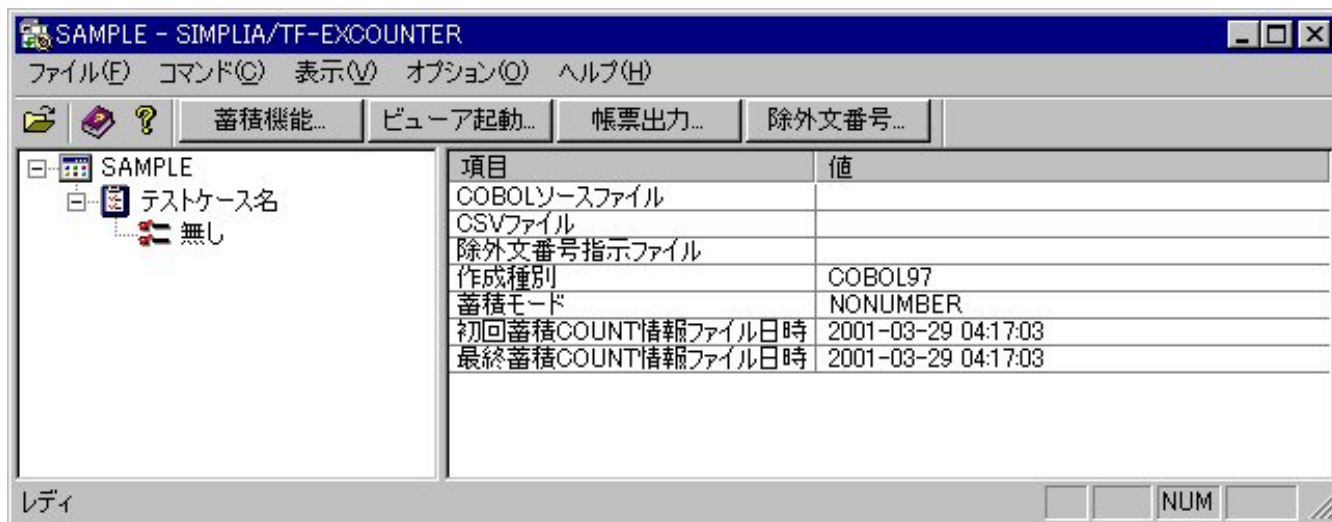 SAMPLE - SIMPLIA/TF-EXCOUNTER
ファイル(F) コマンド(C) 表示(V) オプション(O) ヘルプ(H)
蓄積機能... ビューア起動... 帳票出力... 除外文番号...
SAMPLE
テストケース名
無し
項目 値
COBOLソースファイル
CSVファイル
除外文番号指示ファイル
作成種別 COBOL97
蓄積モード NONUMBER
初回蓄積COUNT情報ファイル日時 2001-03-29 04:17:03
最終蓄積COUNT情報ファイル日時 2001-03-29 04:17:03
レディ NUM